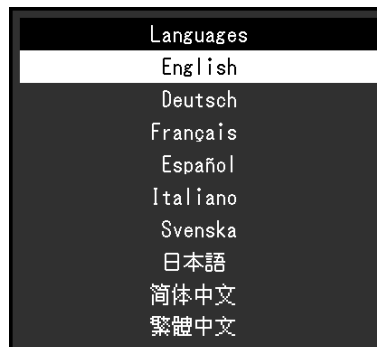 Languages
English
Deutsch
Français
Español
Italiano
Svenska
日本語
简体中文
繁體中文